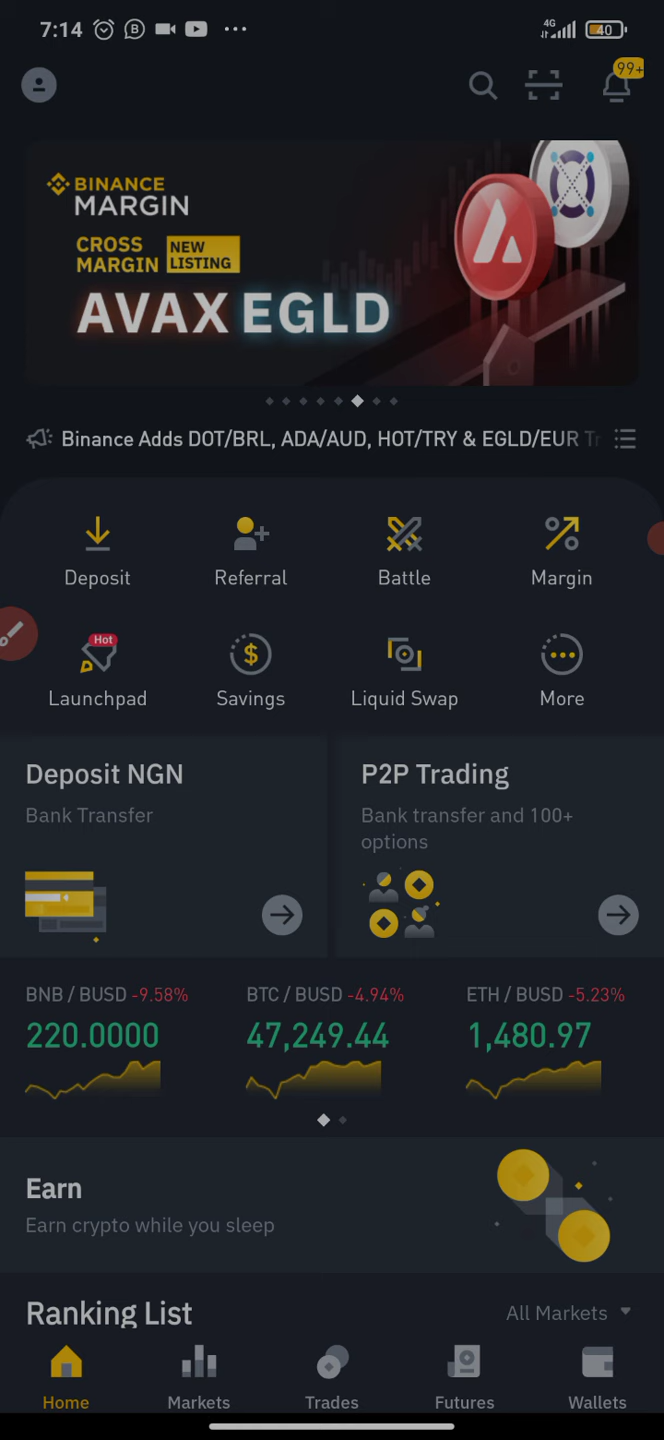 7:14 B 4G 40
99+
BINANCE
MARGIN
CROSS
MARGIN
NEW
LISTING
AVAX EGLD
Binance Adds DOT/BRL, ADA/AUD, HOT/TRY & EGLD/EUR Tr
Deposit Referral Battle Margin
Hot
Launchpad Savings Liquid Swap More
Deposit NGN
Bank Transfer
P2P Trading
Bank transfer and 100+
options
BNB / BUSD -9.58% BTC / BUSD -4.94% ETH / BUSD -5.23%
220.0000 47,249.44 1,480.97
Earn
Earn crypto while you sleep
Ranking List All Markets
Home Markets Trades Futures Wallets